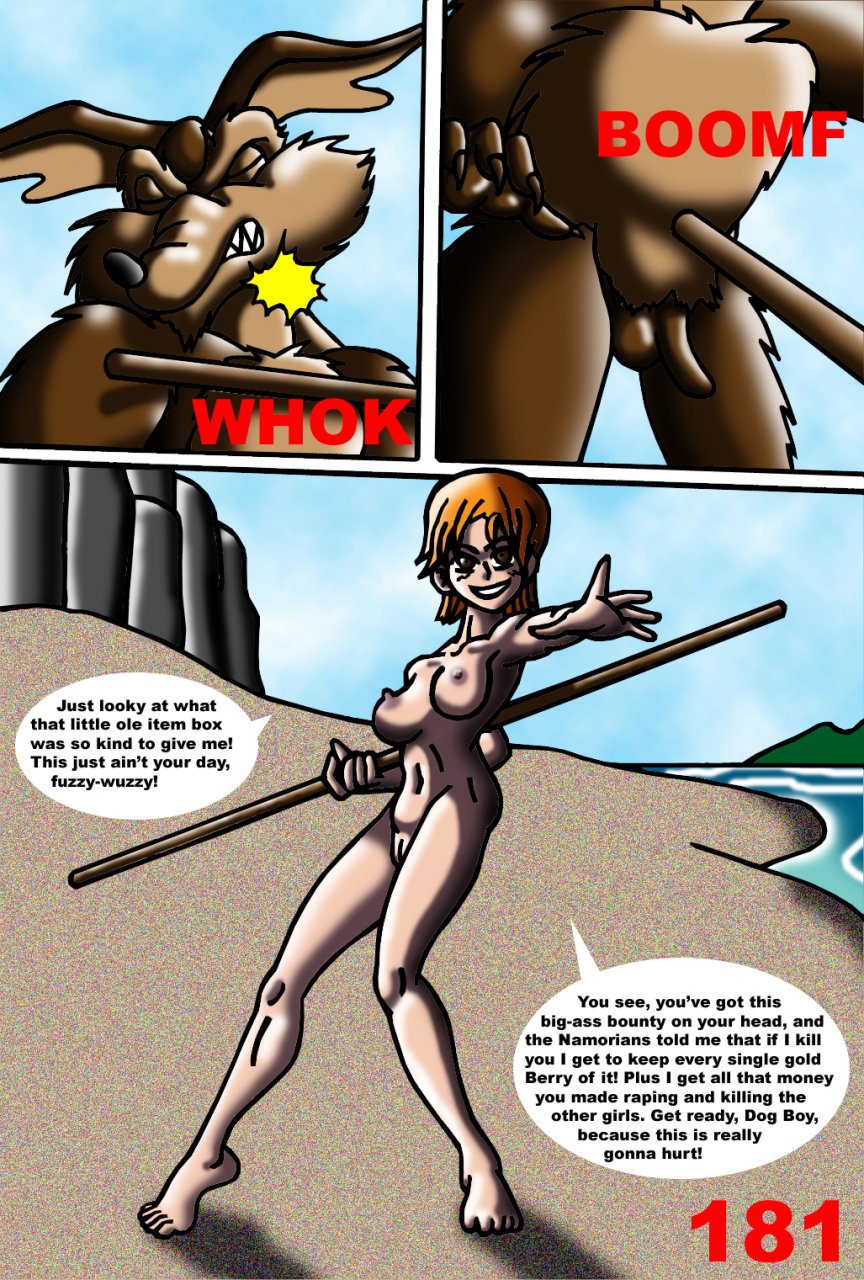 WHOK
BOOMF
Just looky at what
that little ole item box
was so kind to give me!
This just ain't your day,
fuzzy-wuzzy!
You see, you've got this
big-ass bounty on your head, and
the Namorians told me that if I kill
you I get to keep every single gold
Berry of it! Plus I get all that money
you made raping and killing the
other girls. Get ready, Dog Boy,
because this is really
gonna hurt!
181